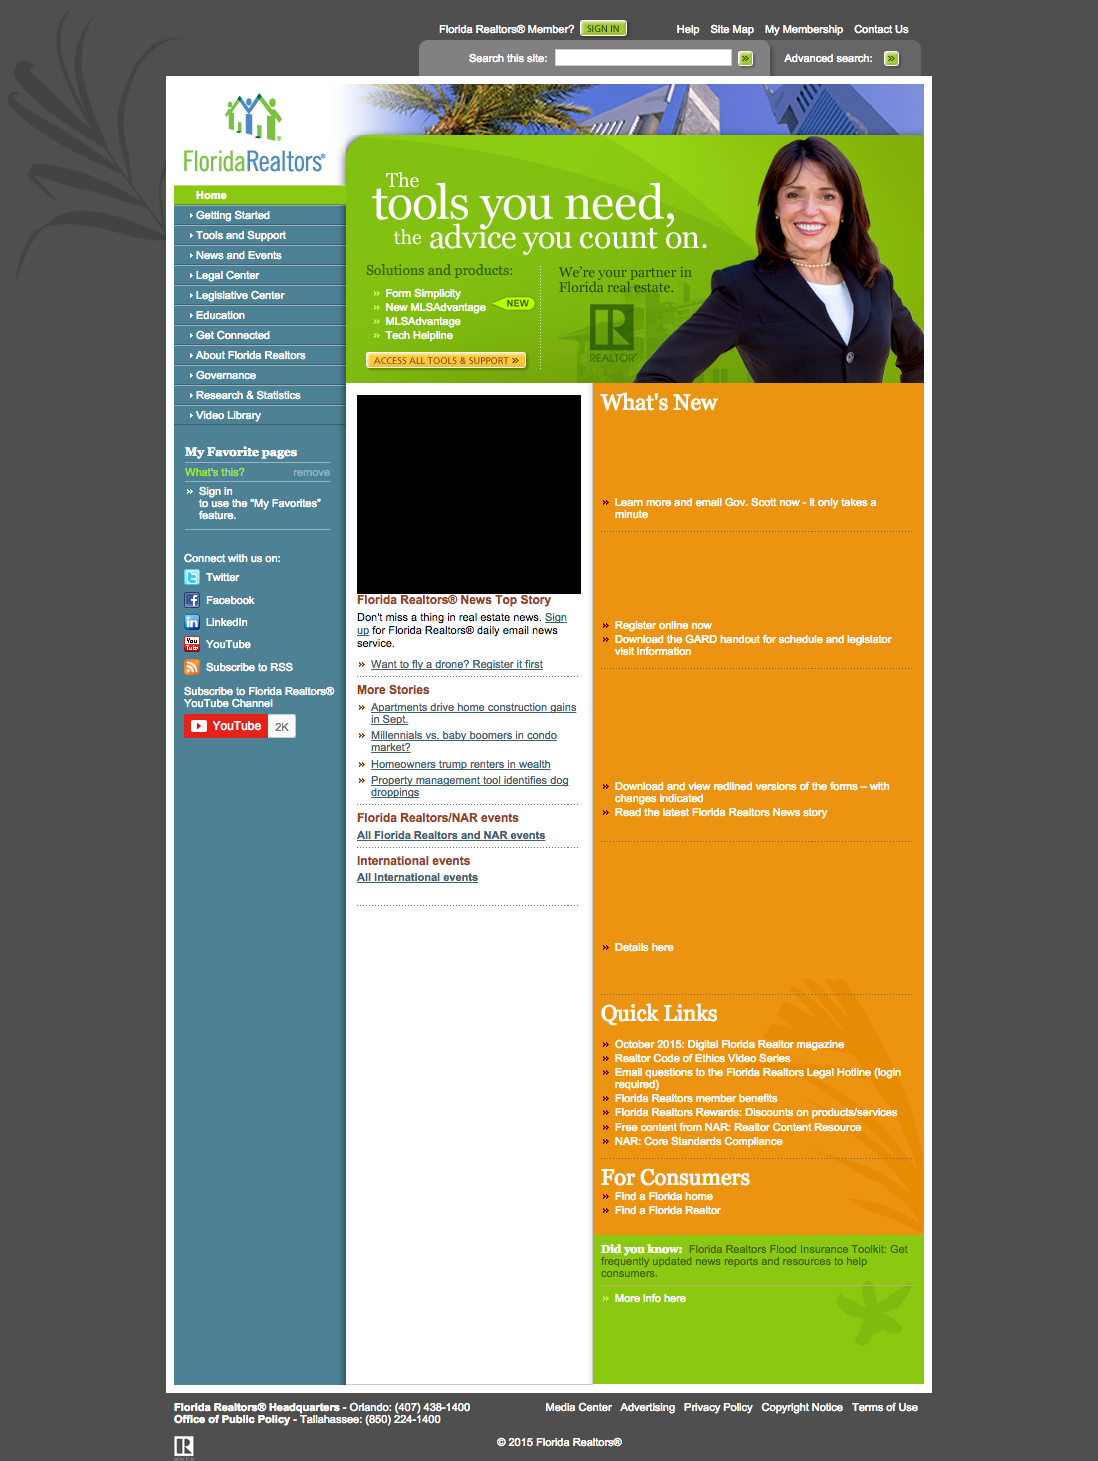 Florida Realtors® Member? SIGN IN Help Site Map My Membership Contact Us
Search this site: Advanced search:
FloridaRealtors®
Home
Getting Started
Tools and Support
News and Events
Legal Center
Legislative Center
Education
Get Connected
About Florida Realtors
Governance
Research & Statistics
Video Library
My Favorite pages
What's this? remove
Sign in
to use the "My Favorites"
feature.
Connect with us on:
Twitter
Facebook
LinkedIn
YouTube
Subscribe to RSS
Subscribe to Florida Realtors®
YouTube Channel
YouTube 2K
The
tools you need,
the advice you count on.
Solutions and products:
Form Simplicity
New MLSAdvantage NEW
MLSAdvantage
Tech Helpline
ACCESS ALL TOOLS & SUPPORT »
We're your partner in
Florida real estate.
REALTOR®
Florida Realtors® News Top Story
Don't miss a thing in real estate news. Sign
up for Florida Realtors® daily email news
service.
Want to fly a drone? Register it first
More Stories
Apartments drive home construction gains
in Sept.
Millennials vs. baby boomers in condo
market?
Homeowners trump renters in wealth
Property management tool identifies dog
droppings
Florida Realtors/NAR events
All Florida Realtors and NAR events
International events
All International events
What's New
Learn more and email Gov. Scott now - it only takes a
minute
Register online now
Download the GARD handout for schedule and legislator
visit information
Download and view redlined versions of the forms – with
changes indicated
Read the latest Florida Realtors News story
Details here
Quick Links
October 2015: Digital Florida Realtor magazine
Realtor Code of Ethics Video Series
Email questions to the Florida Realtors Legal Hotline (login
required)
Florida Realtors member benefits
Florida Realtors Rewards: Discounts on products/services
Free content from NAR: Realtor Content Resource
NAR: Core Standards Compliance
For Consumers
Find a Florida home
Find a Florida Realtor
Did you know: Florida Realtors Flood Insurance Toolkit: Get
frequently updated news reports and resources to help
consumers.
More info here
Florida Realtors® Headquarters - Orlando: (407) 438-1400
Office of Public Policy - Tallahassee: (850) 224-1400
Media Center Advertising Privacy Policy Copyright Notice Terms of Use
© 2015 Florida Realtors®
REALTOR